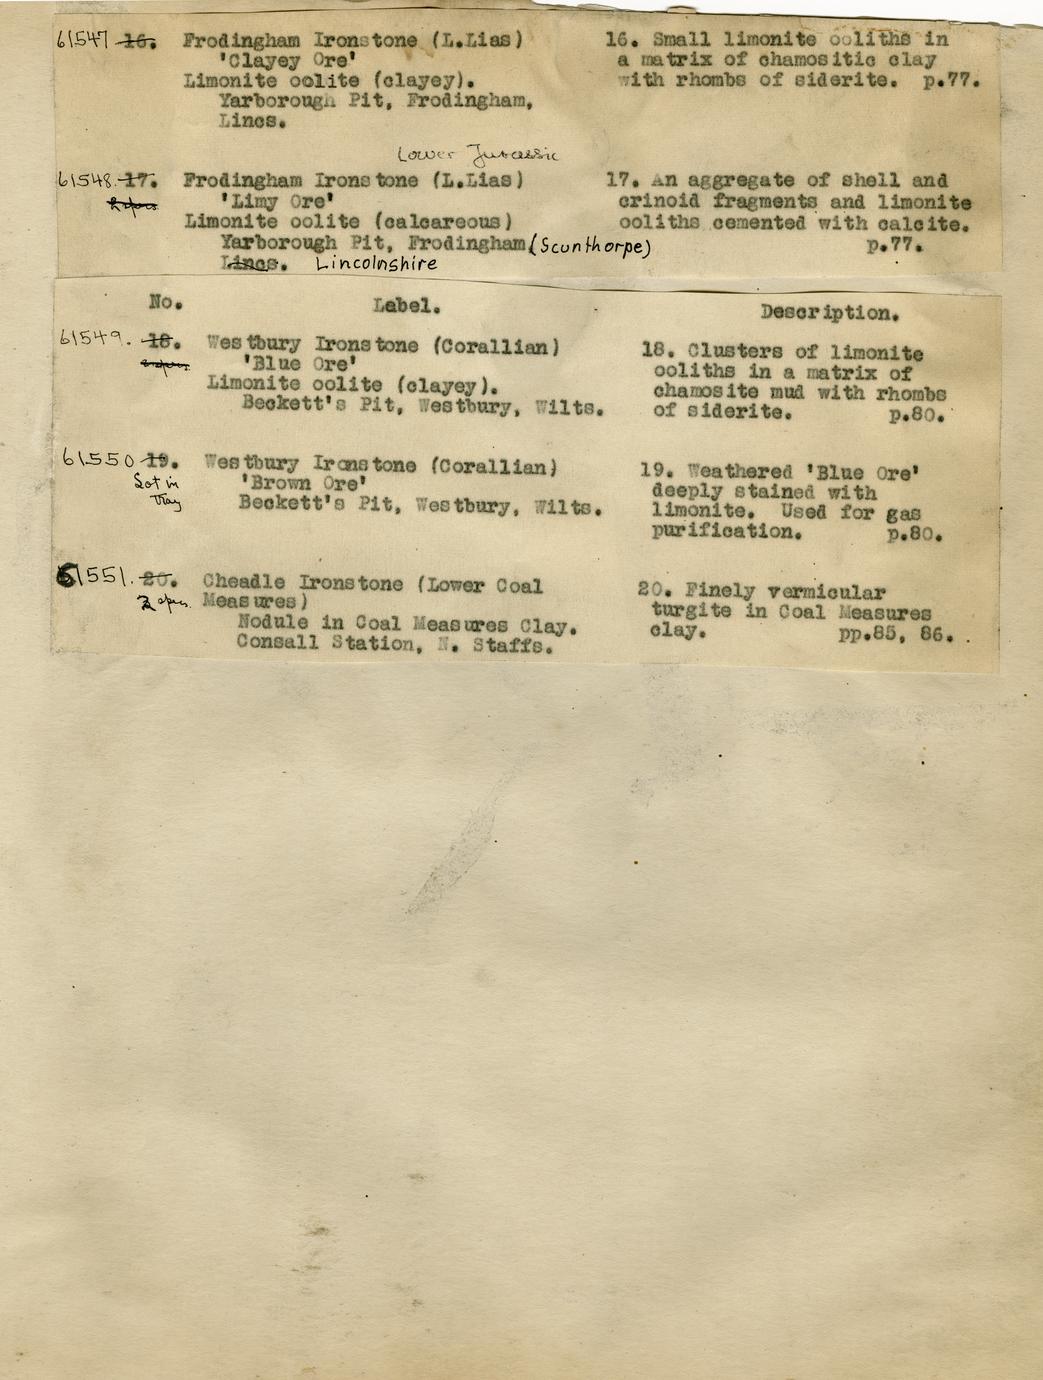 61547 16. Frodingham Ironstone (L.Lias)
'Clayey Ore'
Limonite oolite (clayey).
Yarborough Pit, Frodingham,
Lincs.
16. Small limonite ooliths in
a matrix of chamositic clay
with rhombs of siderite. p.77.
Lower Jurassic
61548 17. Frodingham Ironstone (L.Lias)
'Limy Ore'
Limonite oolite (calcareous)
Yarborough Pit, Frodingham (Scunthorpe)
Lincs. Lincolnshire
17. An aggregate of shell and
crinoid fragments and limonite
ooliths cemented with calcite.
p.77.
No. Label. Description.
61549. 18. Westbury Ironstone (Corallian)
'Blue Ore'
Limonite oolite (clayey).
Beckett's Pit, Westbury, Wilts.
18. Clusters of limonite
ooliths in a matrix of
chamosite mud with rhombs
of siderite. p.80.
61550 19. Westbury Ironstone (Corallian)
in
Tray
'Brown Ore'
Beckett's Pit, Westbury, Wilts.
19. Weathered 'Blue Ore'
deeply stained with
limonite. Used for gas
purification. p.80.
61551. 20. Cheadle Ironstone (Lower Coal
2 spec. Measures)
Nodule in Coal Measures Clay.
Consall Station, N. Staffs.
20. Finely vermicular
turgite in Coal Measures
clay. pp.85, 86.